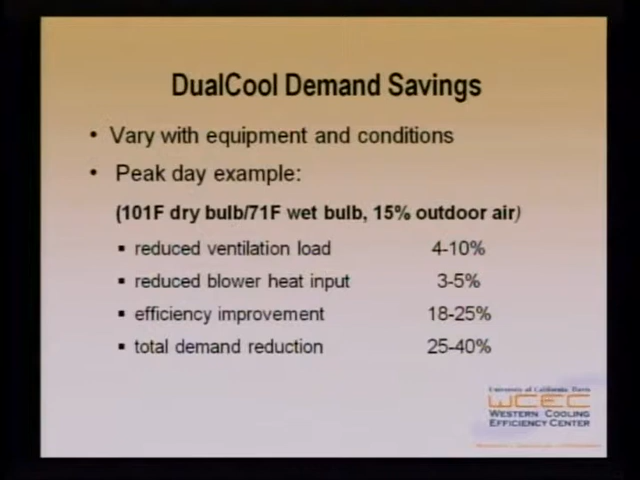 DualCool Demand Savings
• Vary with equipment and conditions
• Peak day example:
(101F dry bulb/71F wet bulb, 15% outdoor air)
▪ reduced ventilation load 4-10%
▪ reduced blower heat input 3-5%
▪ efficiency improvement 18-25%
▪ total demand reduction 25-40%
University of California, Davis
WCEC
WESTERN COOLING
EFFICIENCY CENTER